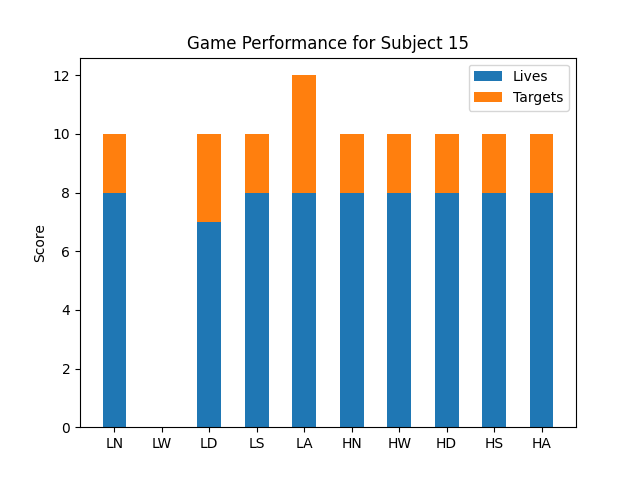 Game Performance for Subject 15
Lives
Targets
Score
12
10
8
6
4
2
0
LN LW LD LS LA HN HW HD HS HA